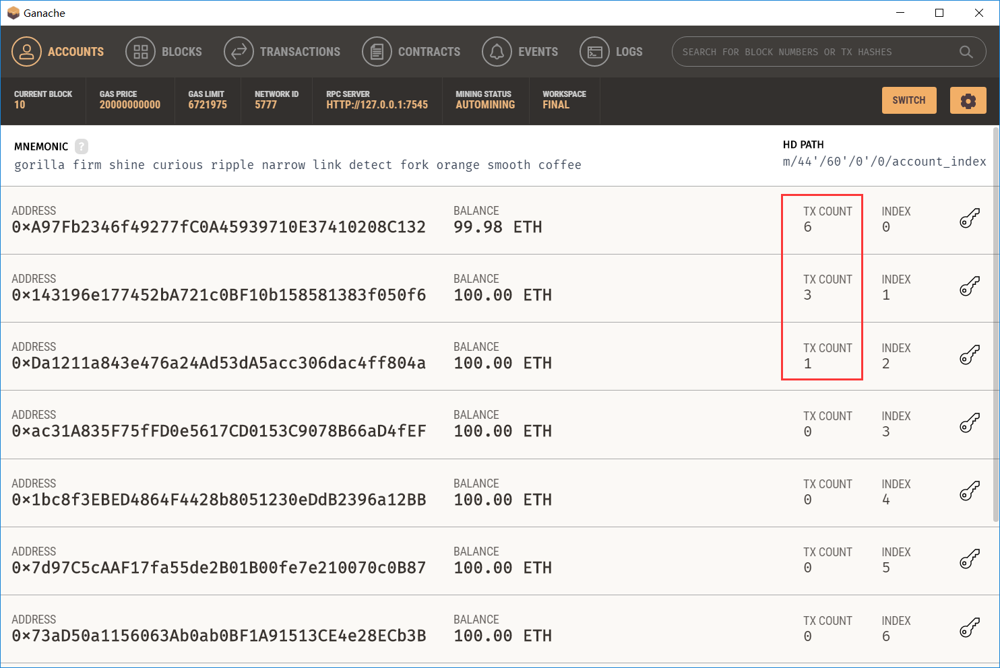 Ganache
ACCOUNTS BLOCKS TRANSACTIONS CONTRACTS EVENTS LOGS SEARCH FOR BLOCK NUMBERS OR TX HASHES
CURRENT BLOCK GAS PRICE GAS LIMIT NETWORK ID RPC SERVER MINING STATUS WORKSPACE
10 20000000000 6721975 5777 HTTP://127.0.0.1:7545 AUTOMINING FINAL
SWITCH
MNEMONIC ? HD PATH
gorilla firm shine curious ripple narrow link detect fork orange smooth coffee m/44'/60'/0'/0/account_index
ADDRESS BALANCE TX COUNT INDEX
0×A97Fb2346f49277fC0A45939710E37410208C132 99.98 ETH 6 0
ADDRESS BALANCE TX COUNT INDEX
0×143196e177452bA721c0BF10b158581383f050f6 100.00 ETH 3 1
ADDRESS BALANCE TX COUNT INDEX
0×Da1211a843e476a24Ad53dA5acc306dac4ff804a 100.00 ETH 1 2
ADDRESS BALANCE TX COUNT INDEX
0×ac31A835F75fFD0e5617CD0153C9078B66aD4fEF 100.00 ETH 0 3
ADDRESS BALANCE TX COUNT INDEX
0×1bc8f3EBED4864F4428b8051230eDdB2396a12BB 100.00 ETH 0 4
ADDRESS BALANCE TX COUNT INDEX
0×7d97C5cAAF17fa55de2B01B00fe7e210070c0B87 100.00 ETH 0 5
ADDRESS BALANCE TX COUNT INDEX
0×73aD50a1156063Ab0ab0BF1A91513CE4e28ECb3B 100.00 ETH 0 6